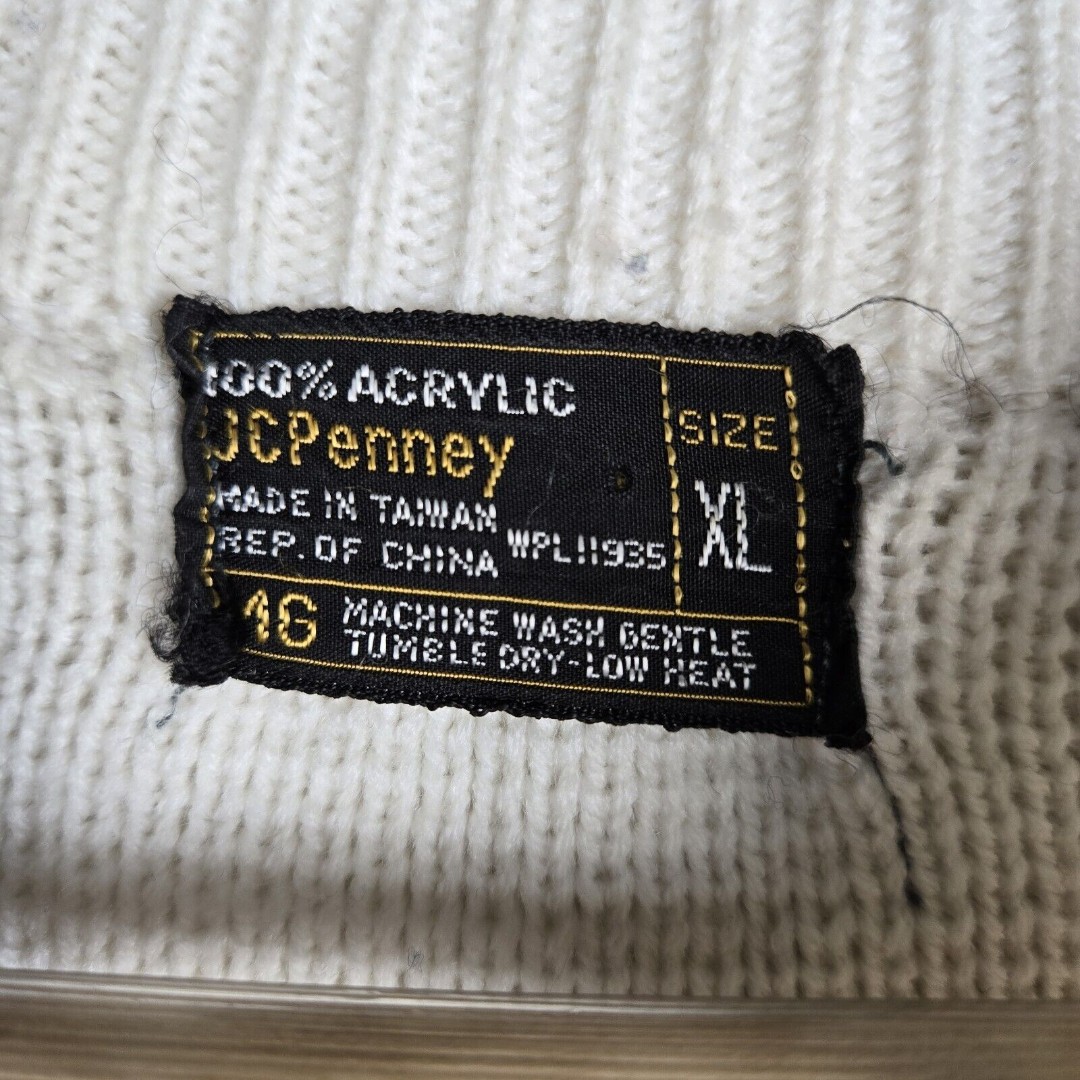 100% ACRYLIC
JCPenney
MADE IN TAIWAN
REP. OF CHINA WPL11935
SIZE
XL
4G
MACHINE WASH GENTLE
TUMBLE DRY-LOW HEAT